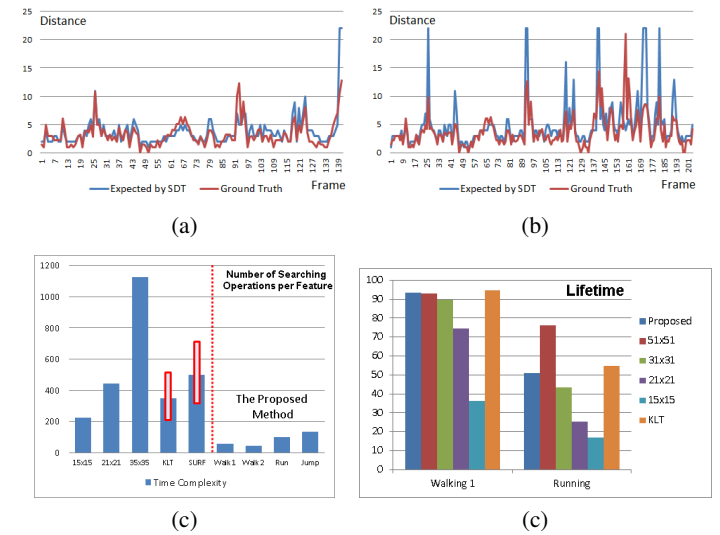 25
Distance
20
15
10
5
0
1 7 13 19 25 31 37 43 49 55 61 67 73 79 85 91 97 103 109 115 121 127 133 139
Frame
Expected by SDT Ground Truth
(a)
25
Distance
20
15
10
5
0
1 9 17 25 33 41 49 57 65 73 81 89 97 105 113 121 129 137 145 153 161 169 177 185 193 201
Frame
Expected by SDT Ground Truth
(b)
1200
Number of Searching
Operations per Feature
1000
800
600
The Proposed
Method
400
200
0
15x15 21x21 35x35 KLT SURF Walk 1 Walk 2 Run Jump
Time Complexity
(c)
100
Lifetime
90
80
70
60
50
40
30
20
10
0
Walking 1 Running
Proposed
51x51
31x31
21x21
15x15
KLT
(c)